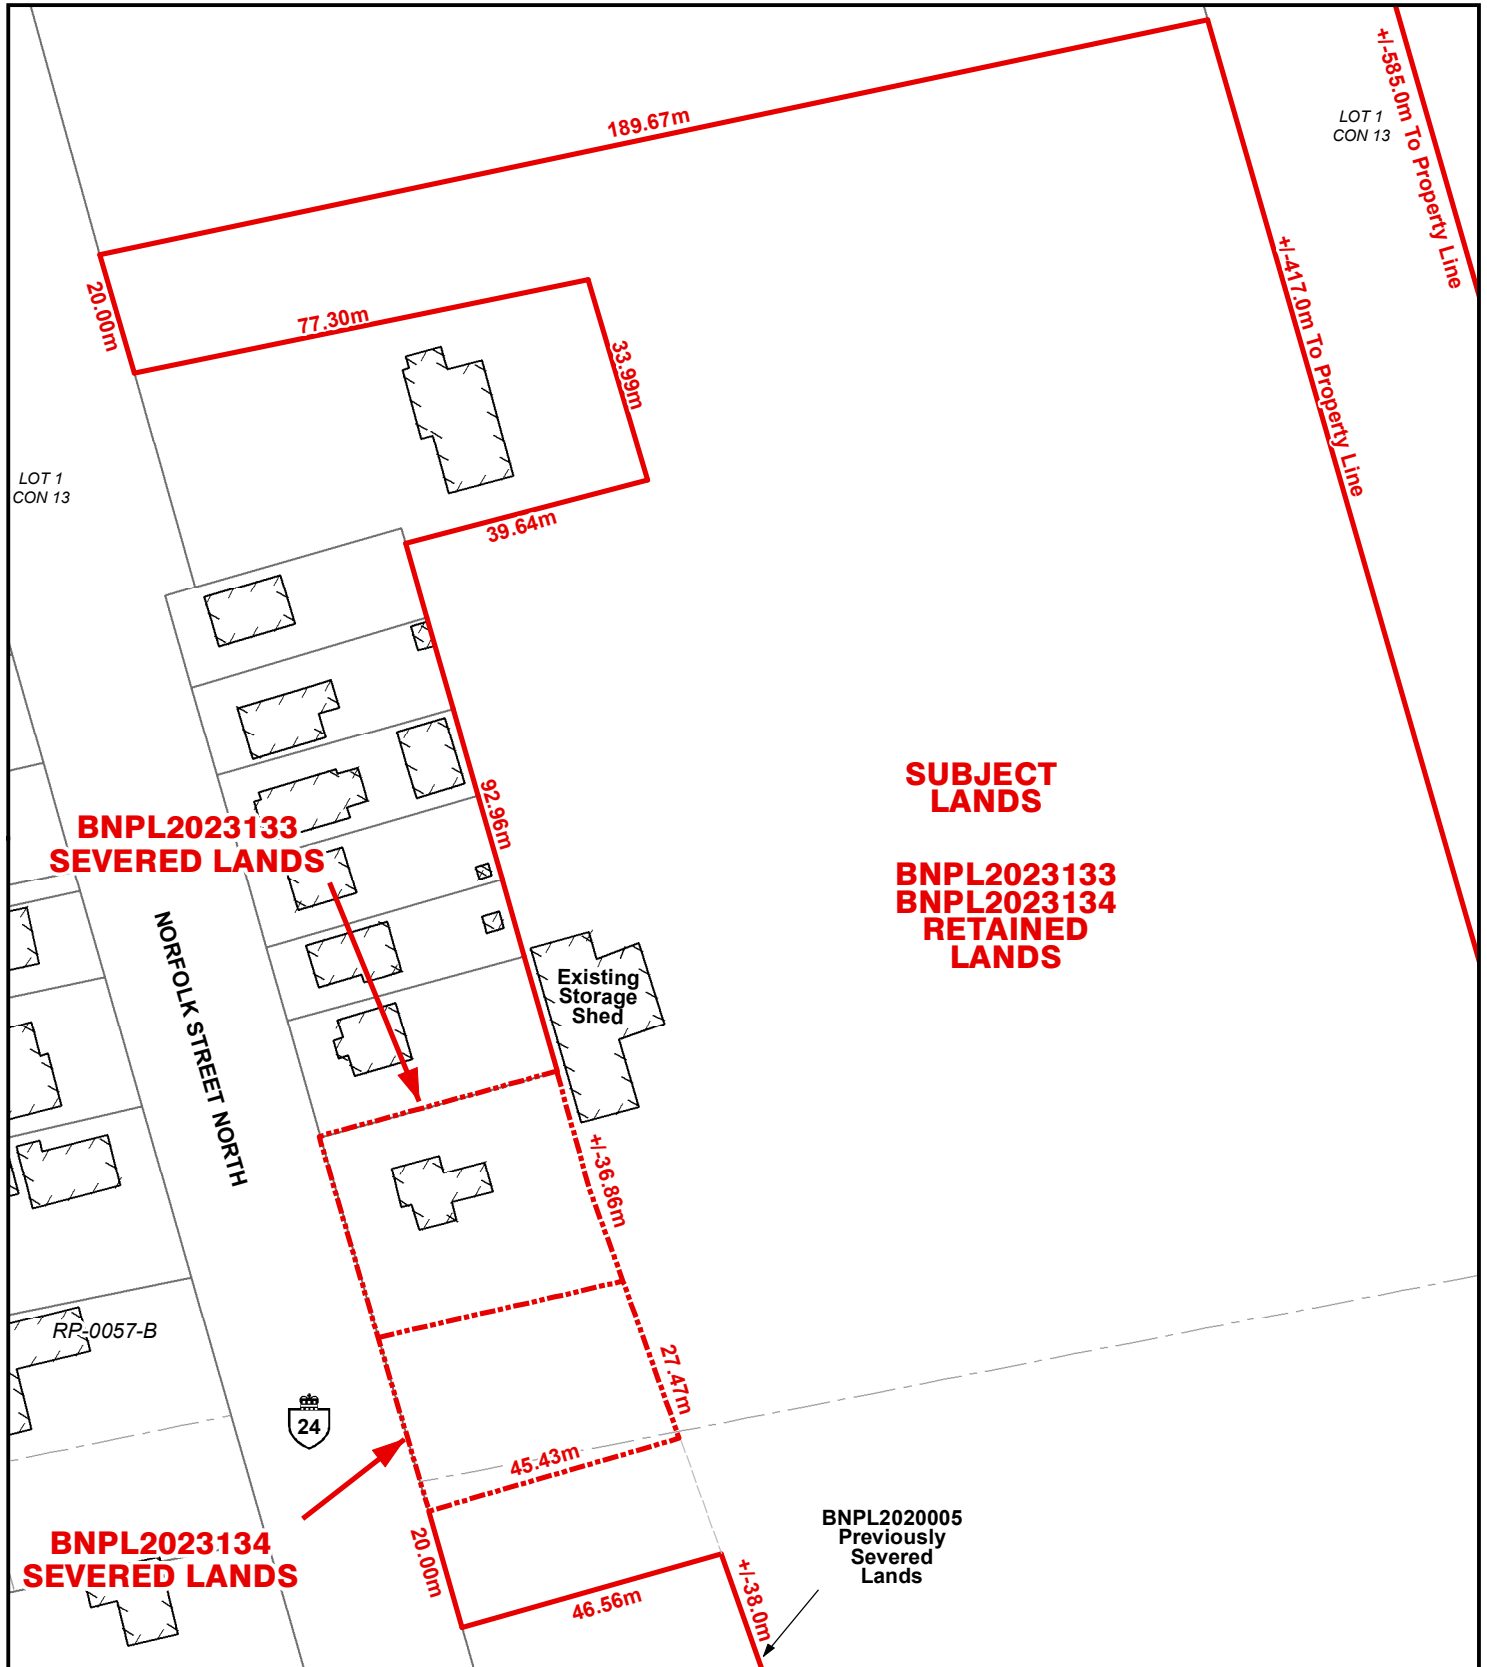 +/-585.0m To Property Line
LOT 1
CON 13
189.67m
20.00m
77.30m
33.99m
+/-417.0m To Property Line
LOT 1
CON 13
39.64m
SUBJECT
LANDS
92.96m
BNPL2023133
SEVERED LANDS
BNPL2023133
BNPL2023134
RETAINED
LANDS
NORFOLK STREET NORTH
Existing
Storage
Shed
+/-36.86m
RP-0057-B
27.47m
24
45.43m
BNPL2020005
Previously
Severed
Lands
BNPL2023134
SEVERED LANDS
20.00m
46.56m
+/-38.0m